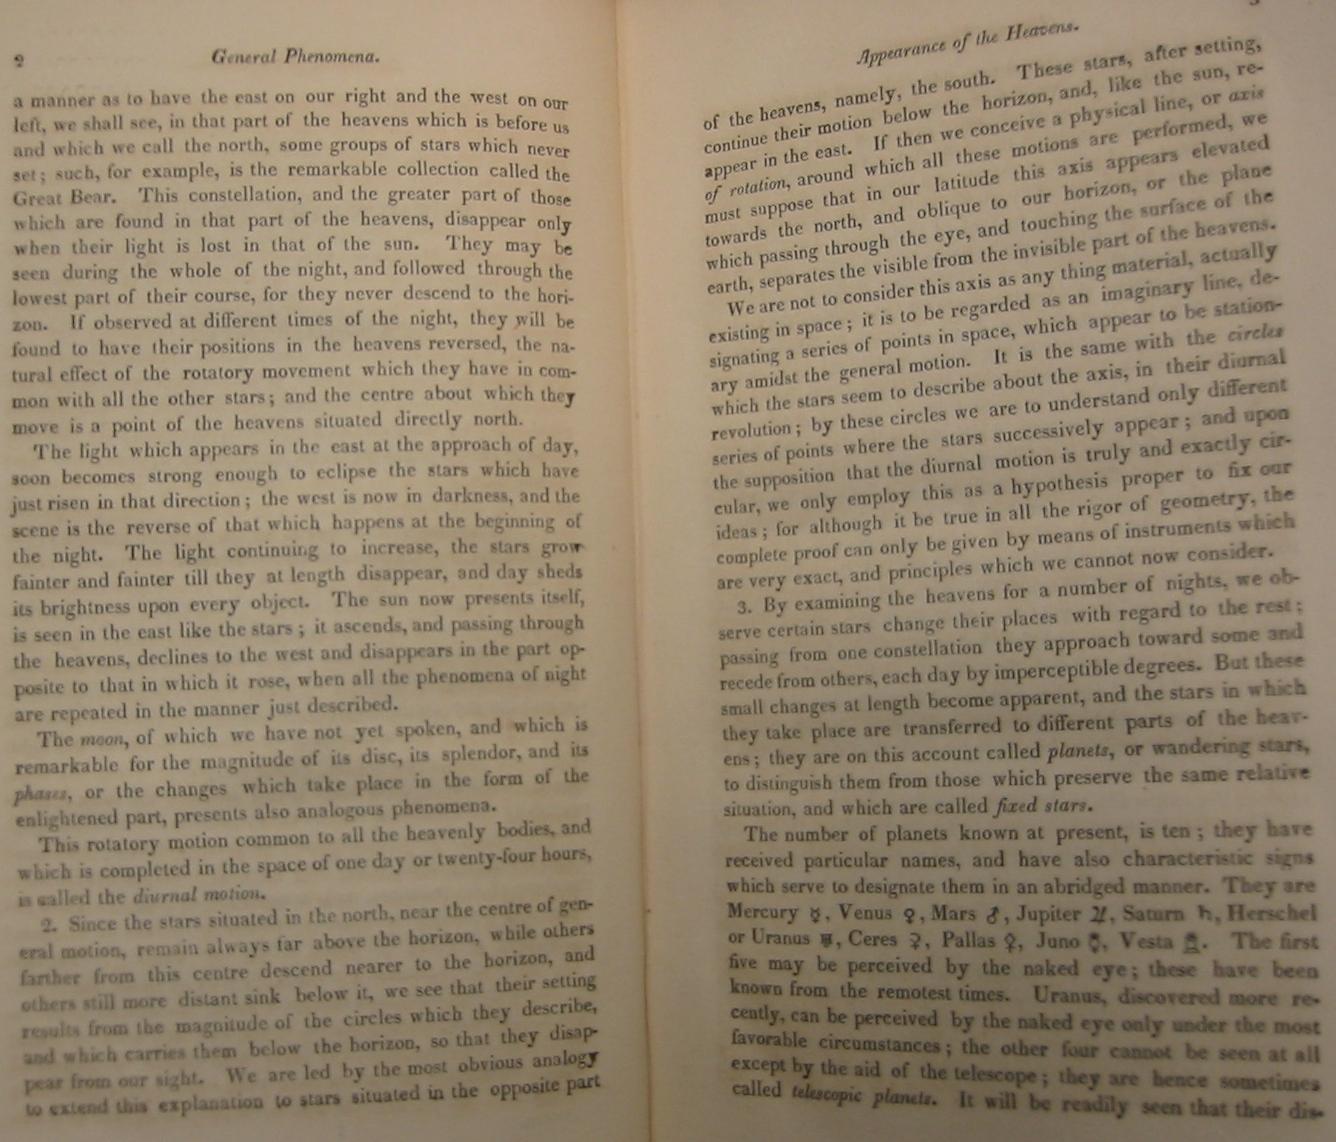 2 General Phenomena.
a manner as to have the east on our right and the west on our
left, we shall see, in that part of the heavens which is before us
and which we call the north, some groups of stars which never
set; such, for example, is the remarkable collection called the
Great Bear. This constellation, and the greater part of those
which are found in that part of the heavens, disappear only
when their light is lost in that of the sun. They may be
seen during the whole of the night, and followed through the
lowest part of their course, for they never descend to the hori-
zon. If observed at different times of the night, they will be
found to have their positions in the heavens reversed, the na-
tural effect of the rotatory movement which they have in com-
mon with all the other stars; and the centre about which they
move is a point of the heavens situated directly north.
The light which appears in the east at the approach of day,
soon becomes strong enough to eclipse the stars which have
just risen in that direction; the west is now in darkness, and the
scene is the reverse of that which happens at the beginning of
the night. The light continuing to increase, the stars grow
fainter and fainter till they at length disappear, and day sheds
its brightness upon every object. The sun now presents itself,
is seen in the east like the stars; it ascends, and passing through
the heavens, declines to the west and disappears in the part op-
posite to that in which it rose, when all the phenomena of night
are repeated in the manner just described.
The moon, of which we have not yet spoken, and which is
remarkable for the magnitude of its disc, its splendor, and its
phases, or the changes which take place in the form of the
enlightened part, presents also analogous phenomena.
This rotatory motion common to all the heavenly bodies, and
which is completed in the space of one day or twenty-four hours,
is called the diurnal motion.
2. Since the stars situated in the north, near the centre of gen-
eral motion, remain always far above the horizon, while others
farther from this centre descend nearer to the horizon, and
others still more distant sink below it, we see that their setting
results from the magnitude of the circles which they describe,
and which carries them below the horizon, so that they disap-
pear from our sight. We are led by the most obvious analogy
to extend this explanation to stars situated in the opposite part
Appearance of the Heavens.
of the heavens, namely, the south. These stars, after setting,
continue their motion below the horizon, and, like the sun, re-
appear in the east. If then we conceive a physical line, or axis
of rotation, around which all these motions are performed, we
must suppose that in our latitude this axis appears elevated
towards the north, and oblique to our horizon, or the plane
which passing through the eye, and touching the surface of the
earth, separates the visible from the invisible part of the heavens.
We are not to consider this axis as any thing material, actually
existing in space; it is to be regarded as an imaginary line, de-
signating a series of points in space, which appear to be station-
ary amidst the general motion. It is the same with the circles
which the stars seem to describe about the axis, in their diurnal
revolution; by these circles we are to understand only different
series of points where the stars successively appear; and upon
the supposition that the diurnal motion is truly and exactly cir-
cular, we only employ this as a hypothesis proper to fix our
ideas; for although it be true in all the rigor of geometry, the
complete proof can only be given by means of instruments which
are very exact, and principles which we cannot now consider.
3. By examining the heavens for a number of nights, we ob-
serve certain stars change their places with regard to the rest;
passing from one constellation they approach toward some and
recede from others, each day by imperceptible degrees. But these
small changes at length become apparent, and the stars in which
they take place are transferred to different parts of the heav-
ens; they are on this account called planets, or wandering stars,
to distinguish them from those which preserve the same relative
situation, and which are called fixed stars.
The number of planets known at present, is ten; they have
received particular names, and have also characteristic signs
which serve to designate them in an abridged manner. They are
Mercury ☿, Venus ♀, Mars ♂, Jupiter ♃, Saturn ♄, Herschel
or Uranus ♅, Ceres ⚳, Pallas ⚴, Juno ⚵, Vesta ⚶. The first
five may be perceived by the naked eye; these have been
known from the remotest times. Uranus, discovered more re-
cently, can be perceived by the naked eye only under the most
favorable circumstances; the other four cannot be seen at all
except by the aid of the telescope; they are hence sometimes
called telescopic planets. It will be readily seen that their dis-